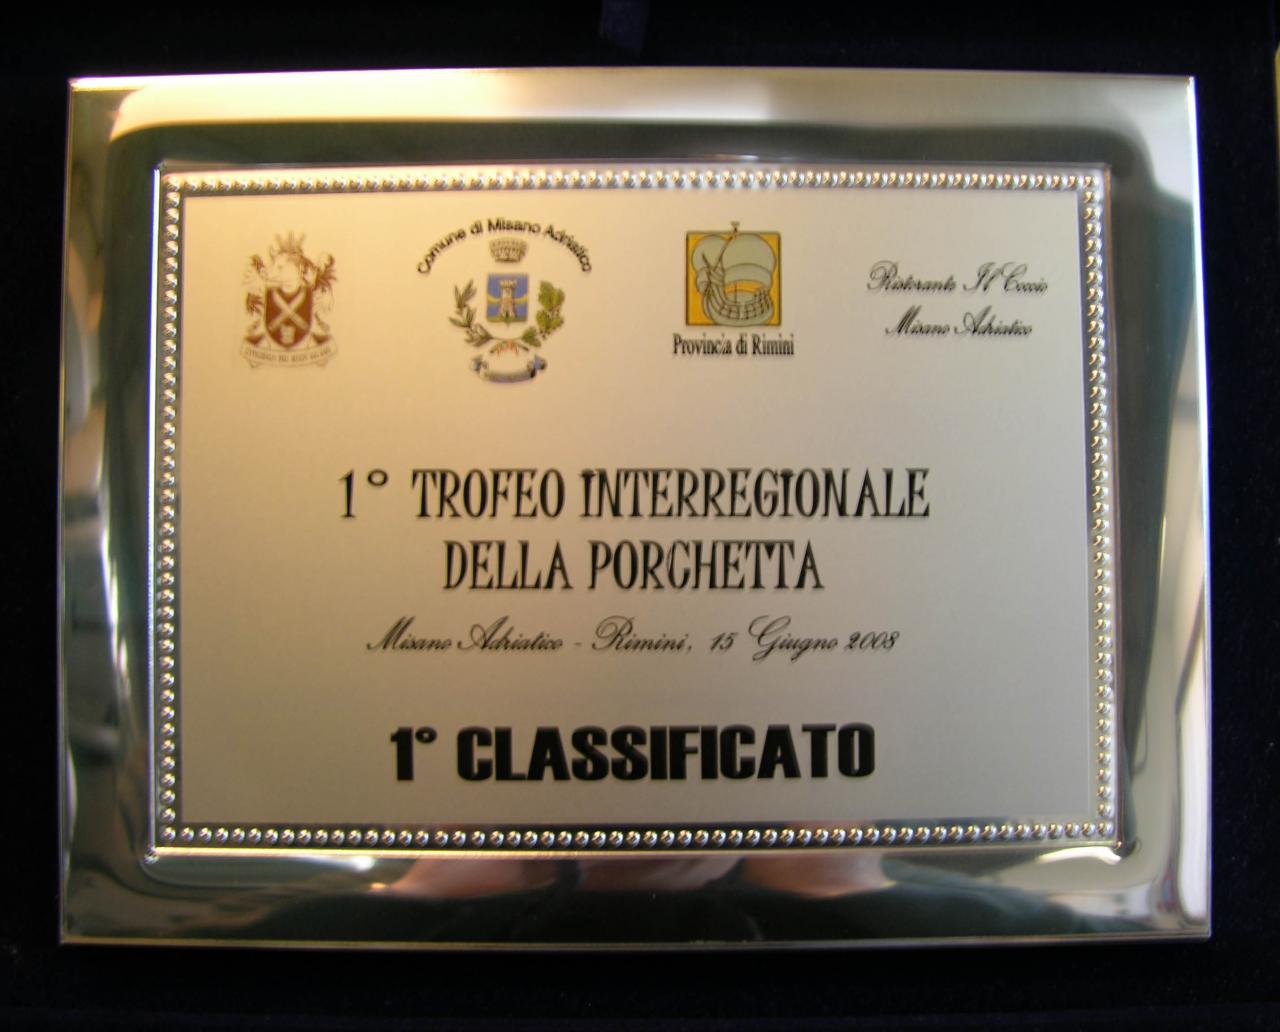 Comune di Misano Adriatico
Provincia di Rimini
Ristorante Il Coccio
Misano Adriatico
1° TROFEO INTERREGIONALE
DELLA PORCHETTA
Misano Adriatico - Rimini, 15 Giugno 2008
1° CLASSIFICATO